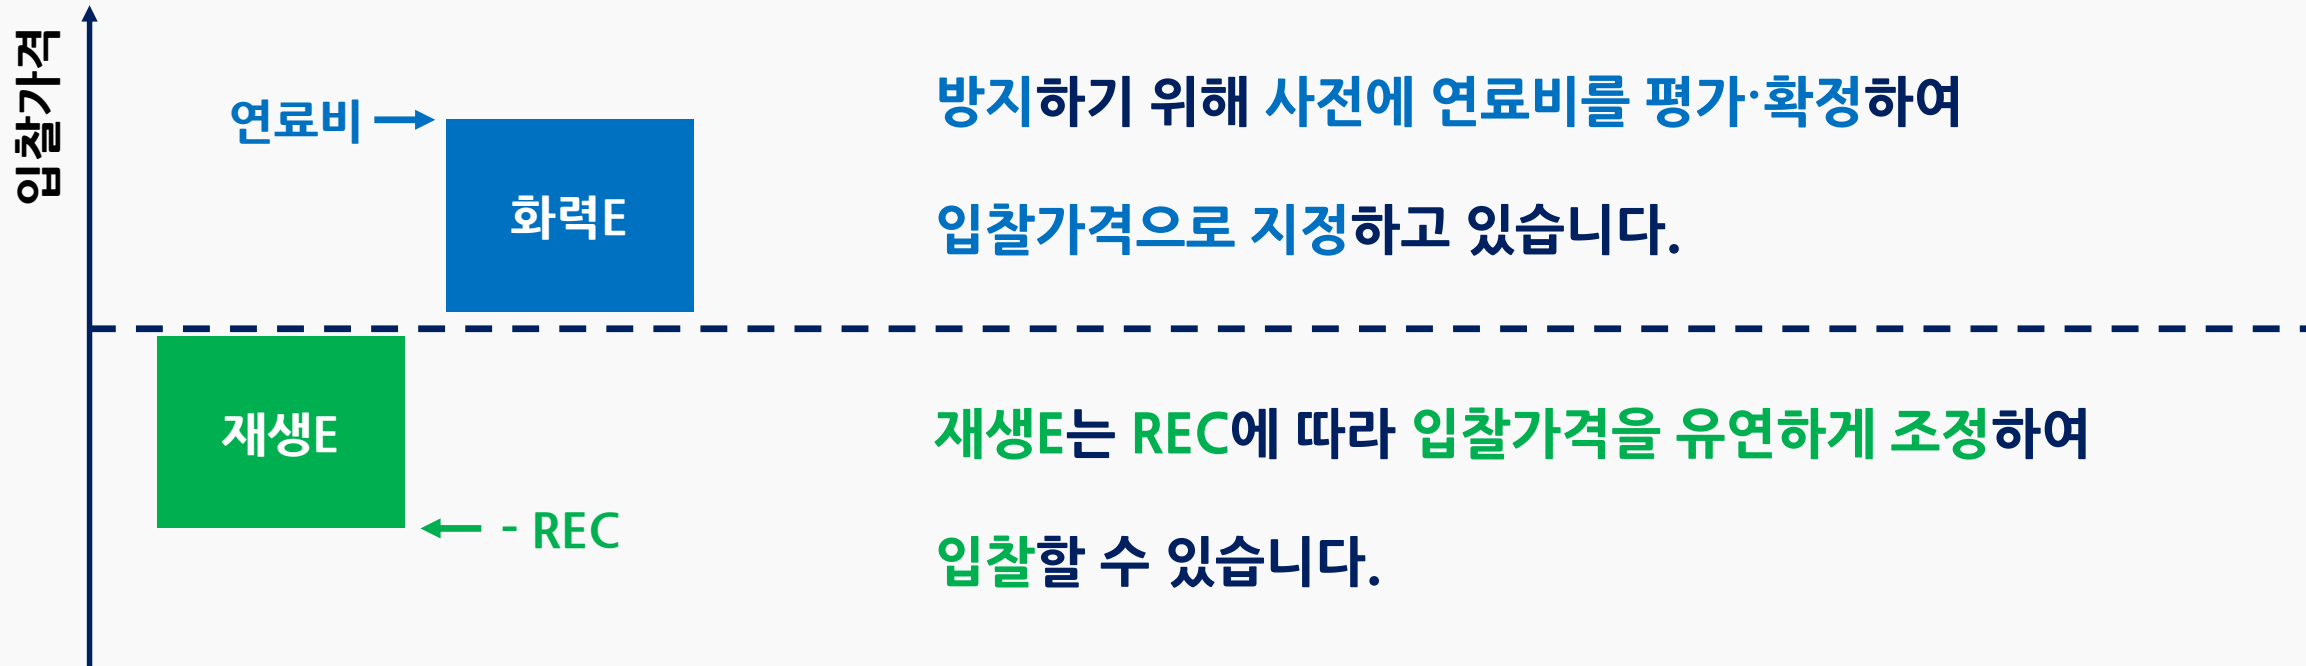 입찰가격
연료비
화력E
방지하기 위해 사전에 연료비를 평가·확정하여
입찰가격으로 지정하고 있습니다.
재생E
- REC
재생E는 REC에 따라 입찰가격을 유연하게 조정하여
입찰할 수 있습니다.